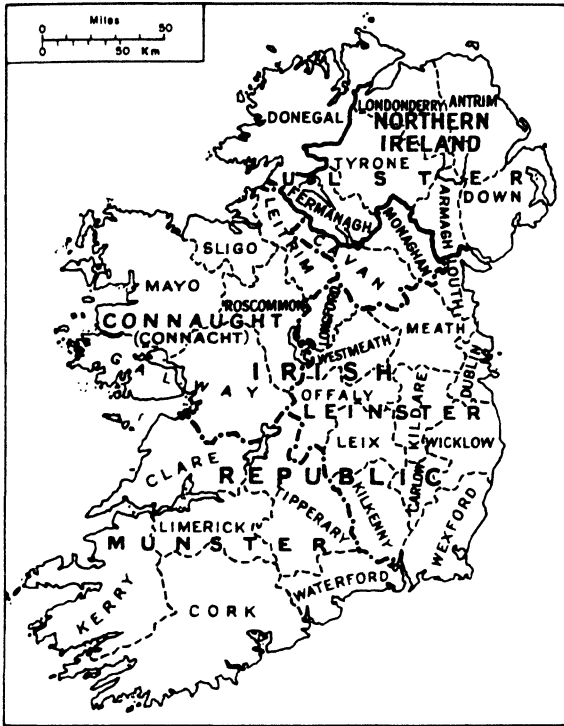 Miles
0 50
0 50 Km
DONEGAL
LONDONDERRY
ANTRIM
NORTHERN
IRELAND
TYRONE
ULSTER
FERMANAGH
ARMAGH
DOWN
MONAGHAN
LEITRIM
CAVAN
SLIGO
LOUTH
MAYO
ROSCOMMON
LONGFORD
CONNAUGHT
(CONNACHT)
MEATH
WESTMEATH
GALWAY
IRISH
DUBLIN
OFFALY
KILDARE
LEINSTER
LEIX
WICKLOW
CLARE
REPUBLIC
CARLOW
TIPPERARY
KILKENNY
LIMERICK
WEXFORD
MUNSTER
WATERFORD
KERRY
CORK